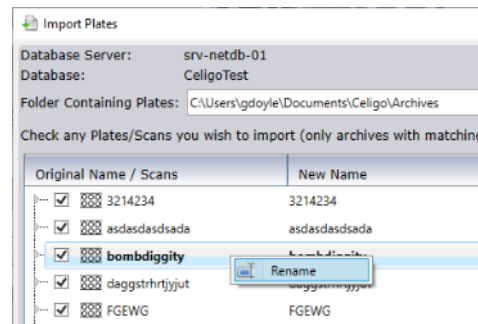 Import Plates
Database Server: srv-netdb-01
Database: CeligoTest
Folder Containing Plates: C:\Users\gdoyle\Documents\Celigo\Archives
Check any Plates/Scans you wish to import (only archives with matching
Original Name / Scans New Name
3214234 3214234
asdasdasdsada asdasdasdsada
bombdiggity bombdiggity
Rename
daggstrhrtjyjut daggstrhrtjyjut
FGEWG FGEWG